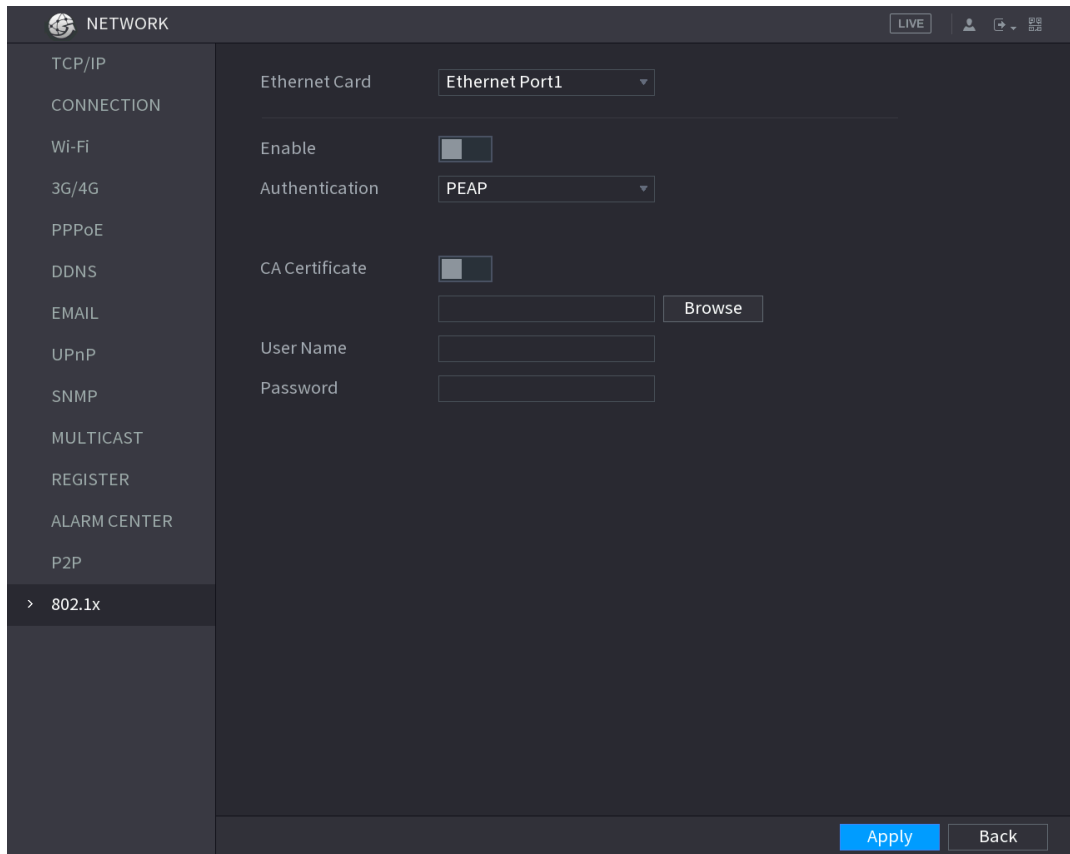 NETWORK
LIVE
TCP/IP
CONNECTION
Wi-Fi
3G/4G
PPPoE
DDNS
EMAIL
UPnP
SNMP
MULTICAST
REGISTER
ALARM CENTER
P2P
> 802.1x
Ethernet Card Ethernet Port1
Enable
Authentication PEAP
CA Certificate
Browse
User Name
Password
Apply Back